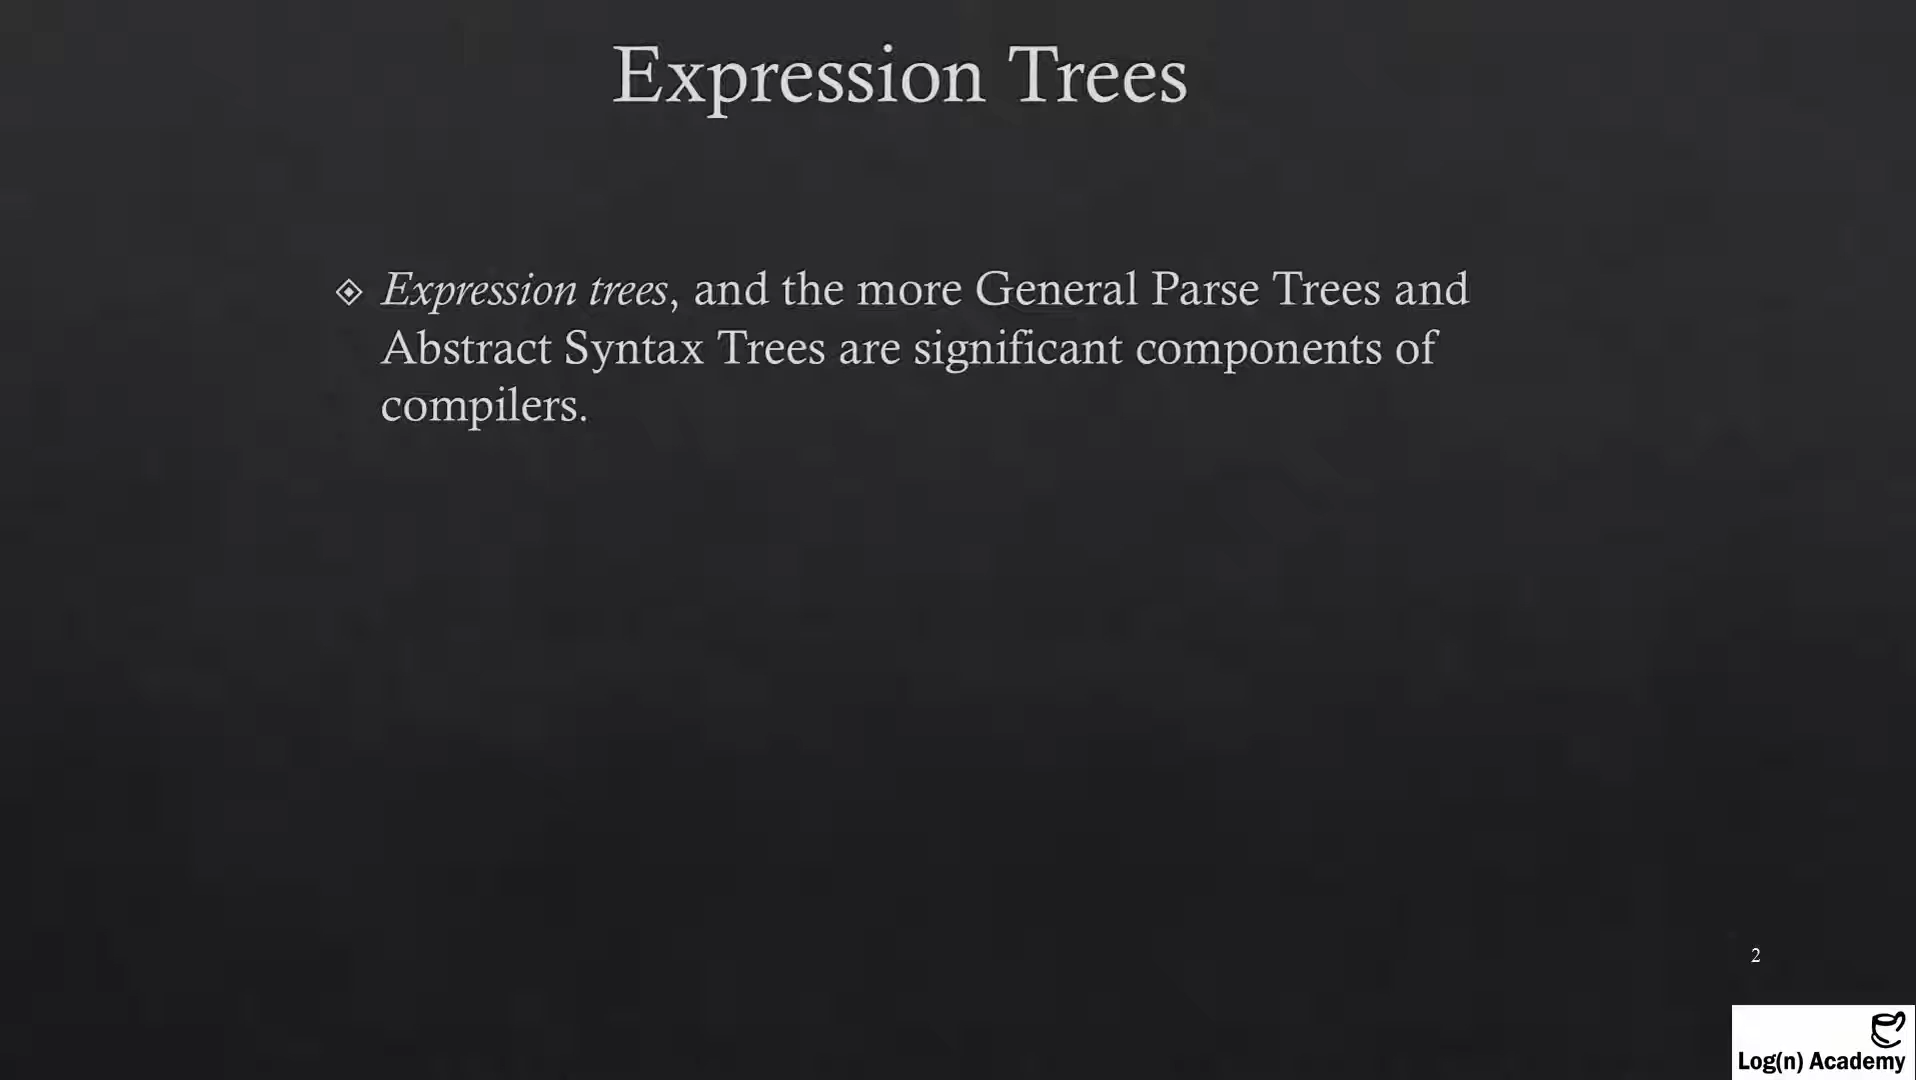 Expression Trees
Expression trees, and the more General Parse Trees and
Abstract Syntax Trees are significant components of
compilers.
2
Log(n) Academy